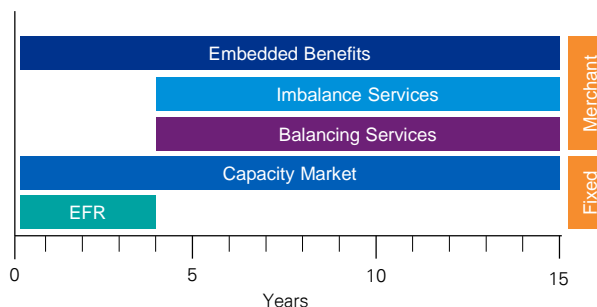 Embedded Benefits
Imbalance Services
Balancing Services
Merchant
Capacity Market
EFR
Fixed
0 5 10 15
Years